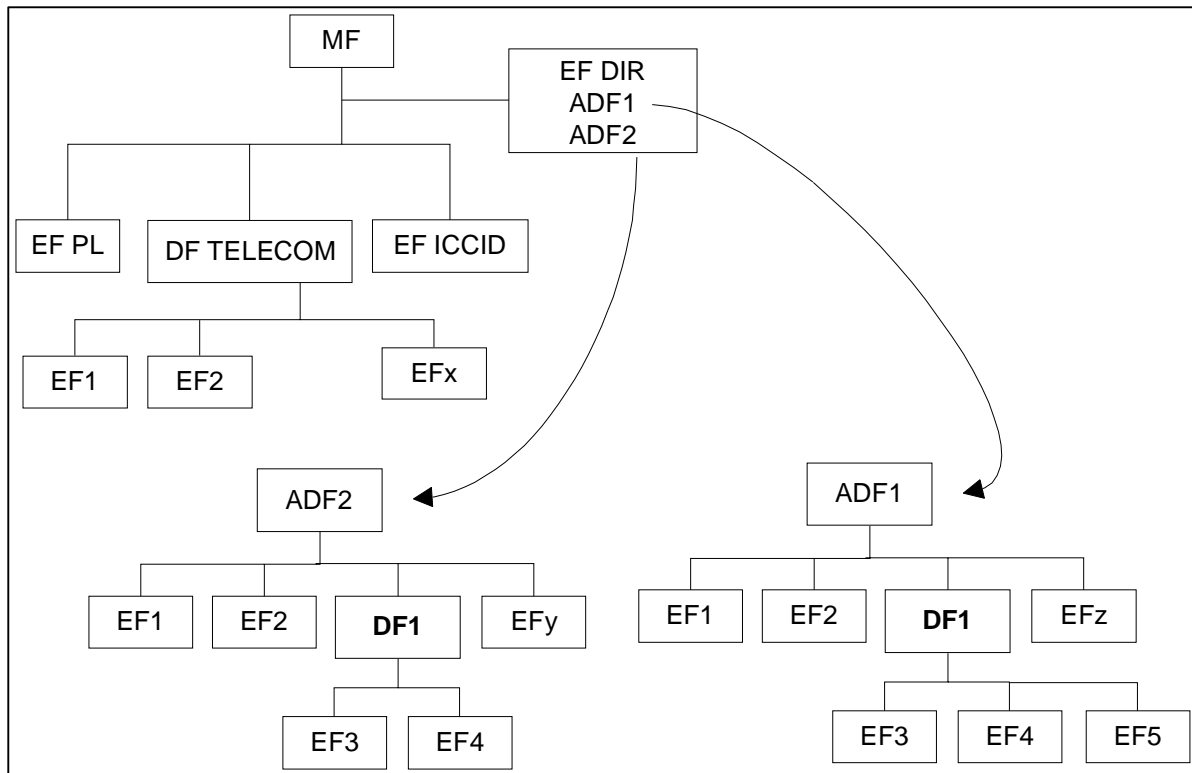 MF
EF DIR
ADF1
ADF2
EF PL
DF TELECOM
EF ICCID
EF1
EF2
EFx
ADF2
ADF1
EF1
EF2
DF1
EFy
EF1
EF2
DF1
EFz
EF3
EF4
EF3
EF4
EF5